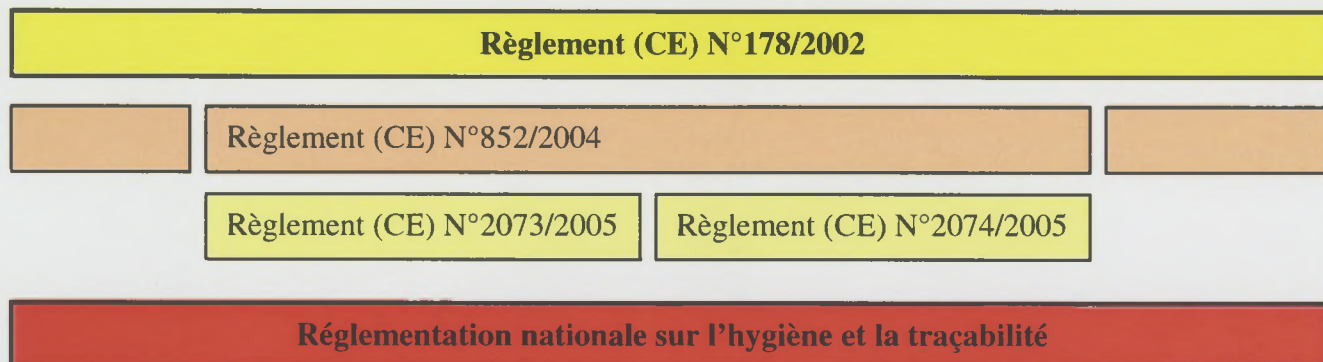 Règlement (CE) N°178/2002
Règlement (CE) N°852/2004
Règlement (CE) N°2073/2005
Règlement (CE) N°2074/2005
Réglementation nationale sur l'hygiène et la traçabilité